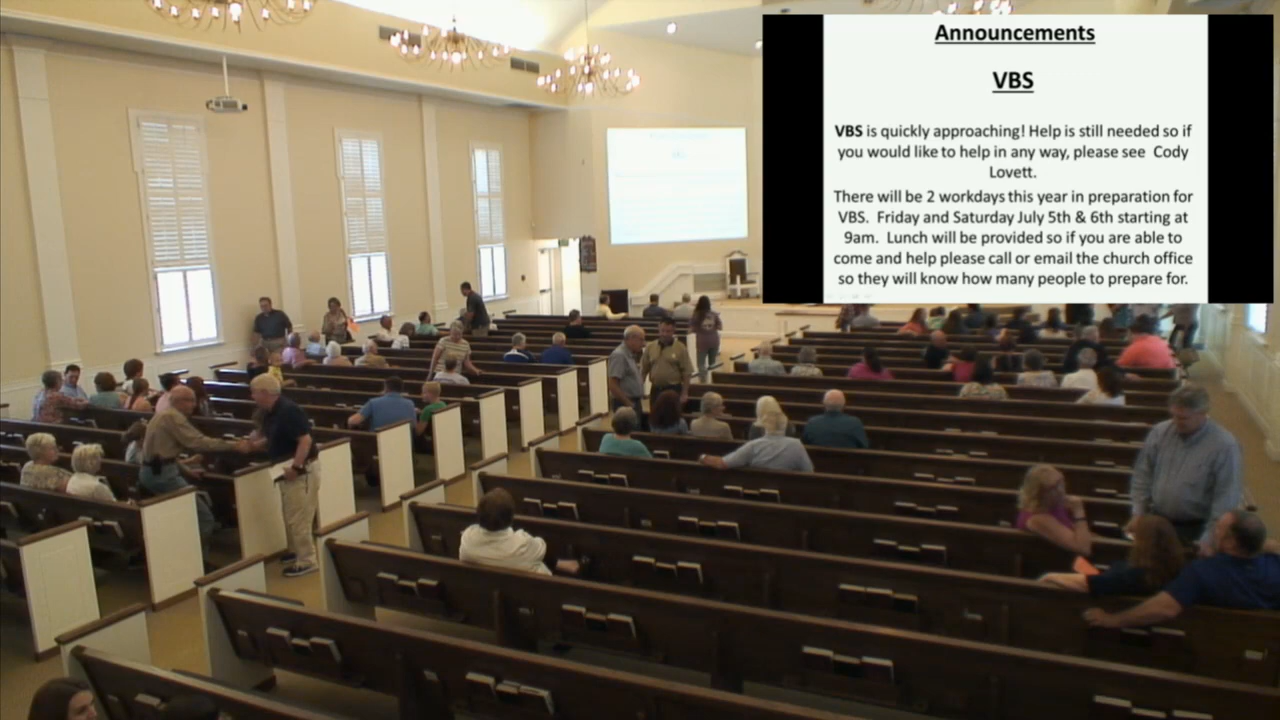 Announcements
VBS
VBS is quickly approaching! Help is still needed so if
you would like to help in any way, please see Cody
Lovett.
There will be 2 workdays this year in preparation for
VBS. Friday and Saturday July 5th & 6th starting at
9am. Lunch will be provided so if you are able to
come and help please call or email the church office
so they will know how many people to prepare for.